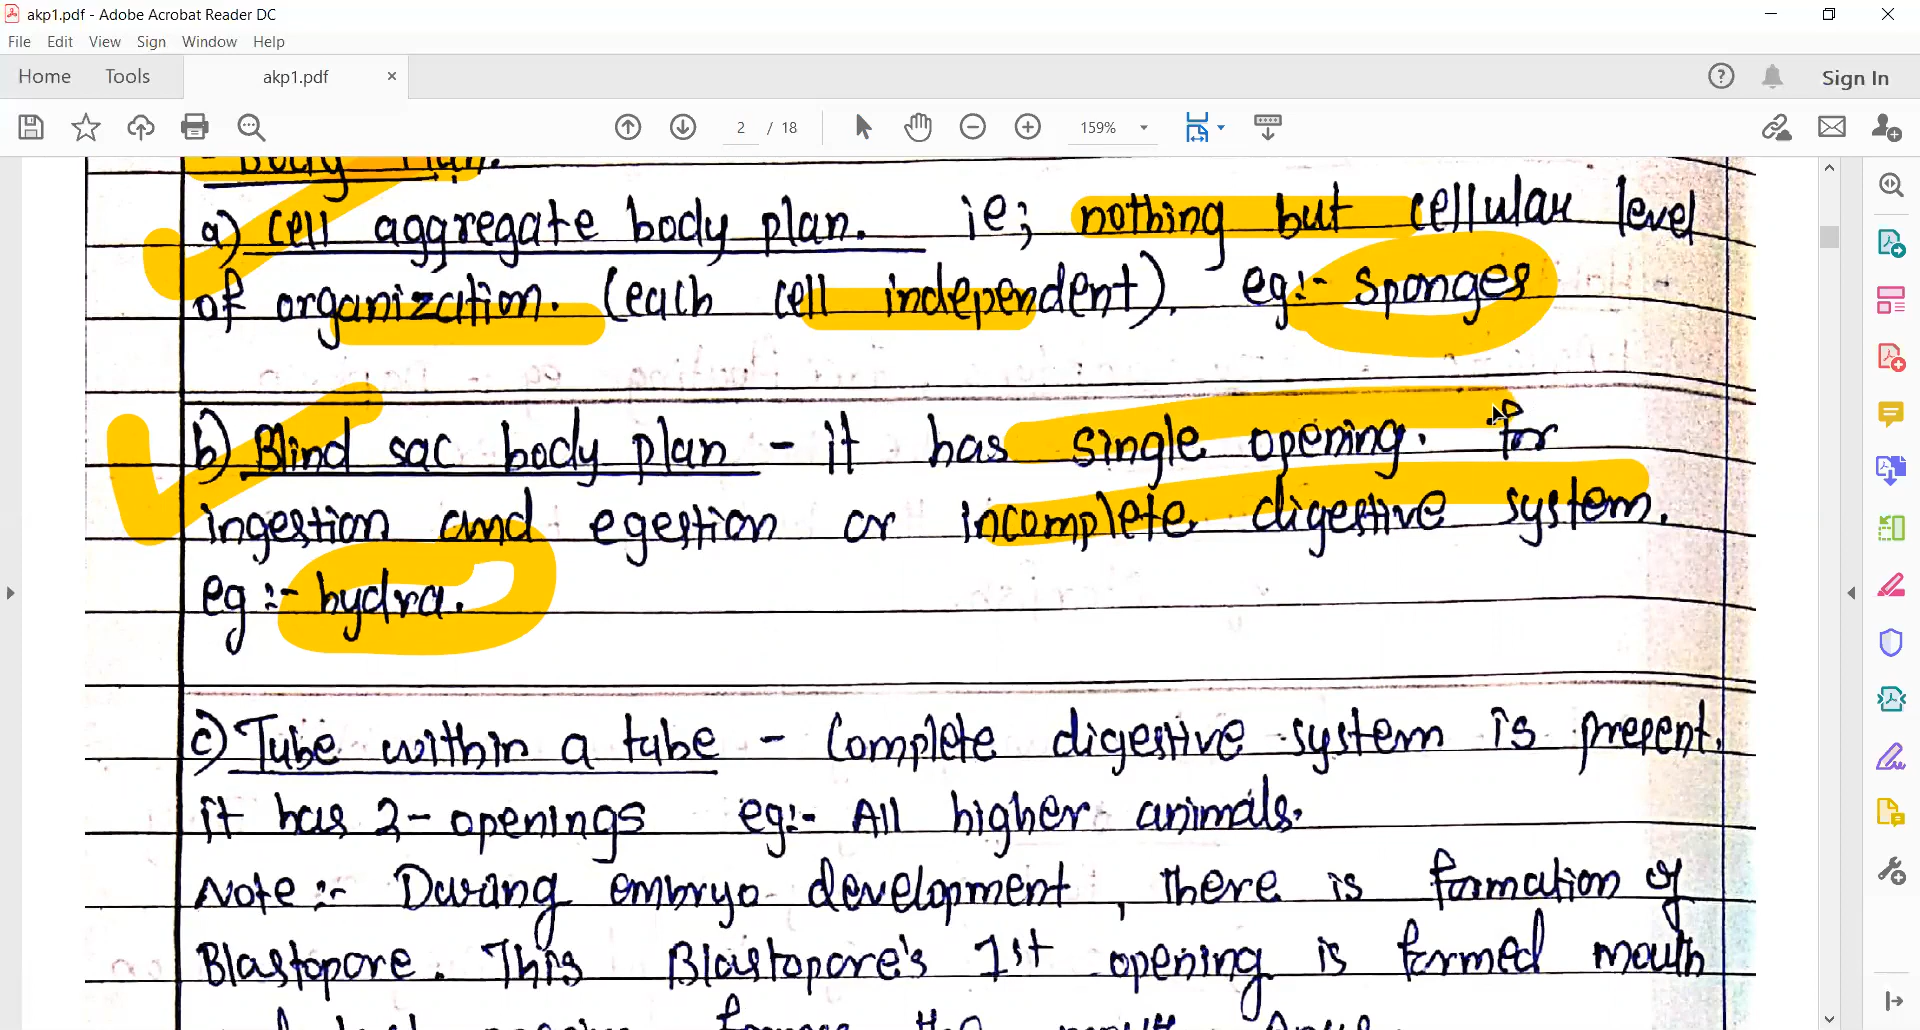 akp1.pdf - Adobe Acrobat Reader DC
File Edit View Sign Window Help
Home Tools akp1.pdf × Sign In
2 / 18 159%
- Body Plan.
a) Cell aggregate body plan. ie; nothing but cellular level
of organization. (each cell independent). eg:- Sponges
b) Blind sac body plan - it has single opening. for
ingestion and egestion or incomplete digestive system.
eg :- hydra.
c) Tube within a tube - Complete digestive system is present.
it has 2- openings eg:- All higher animals.
Note :- During embryo development, there is formation of
Blastopore. This Blastopore's 1st opening is formed mouth